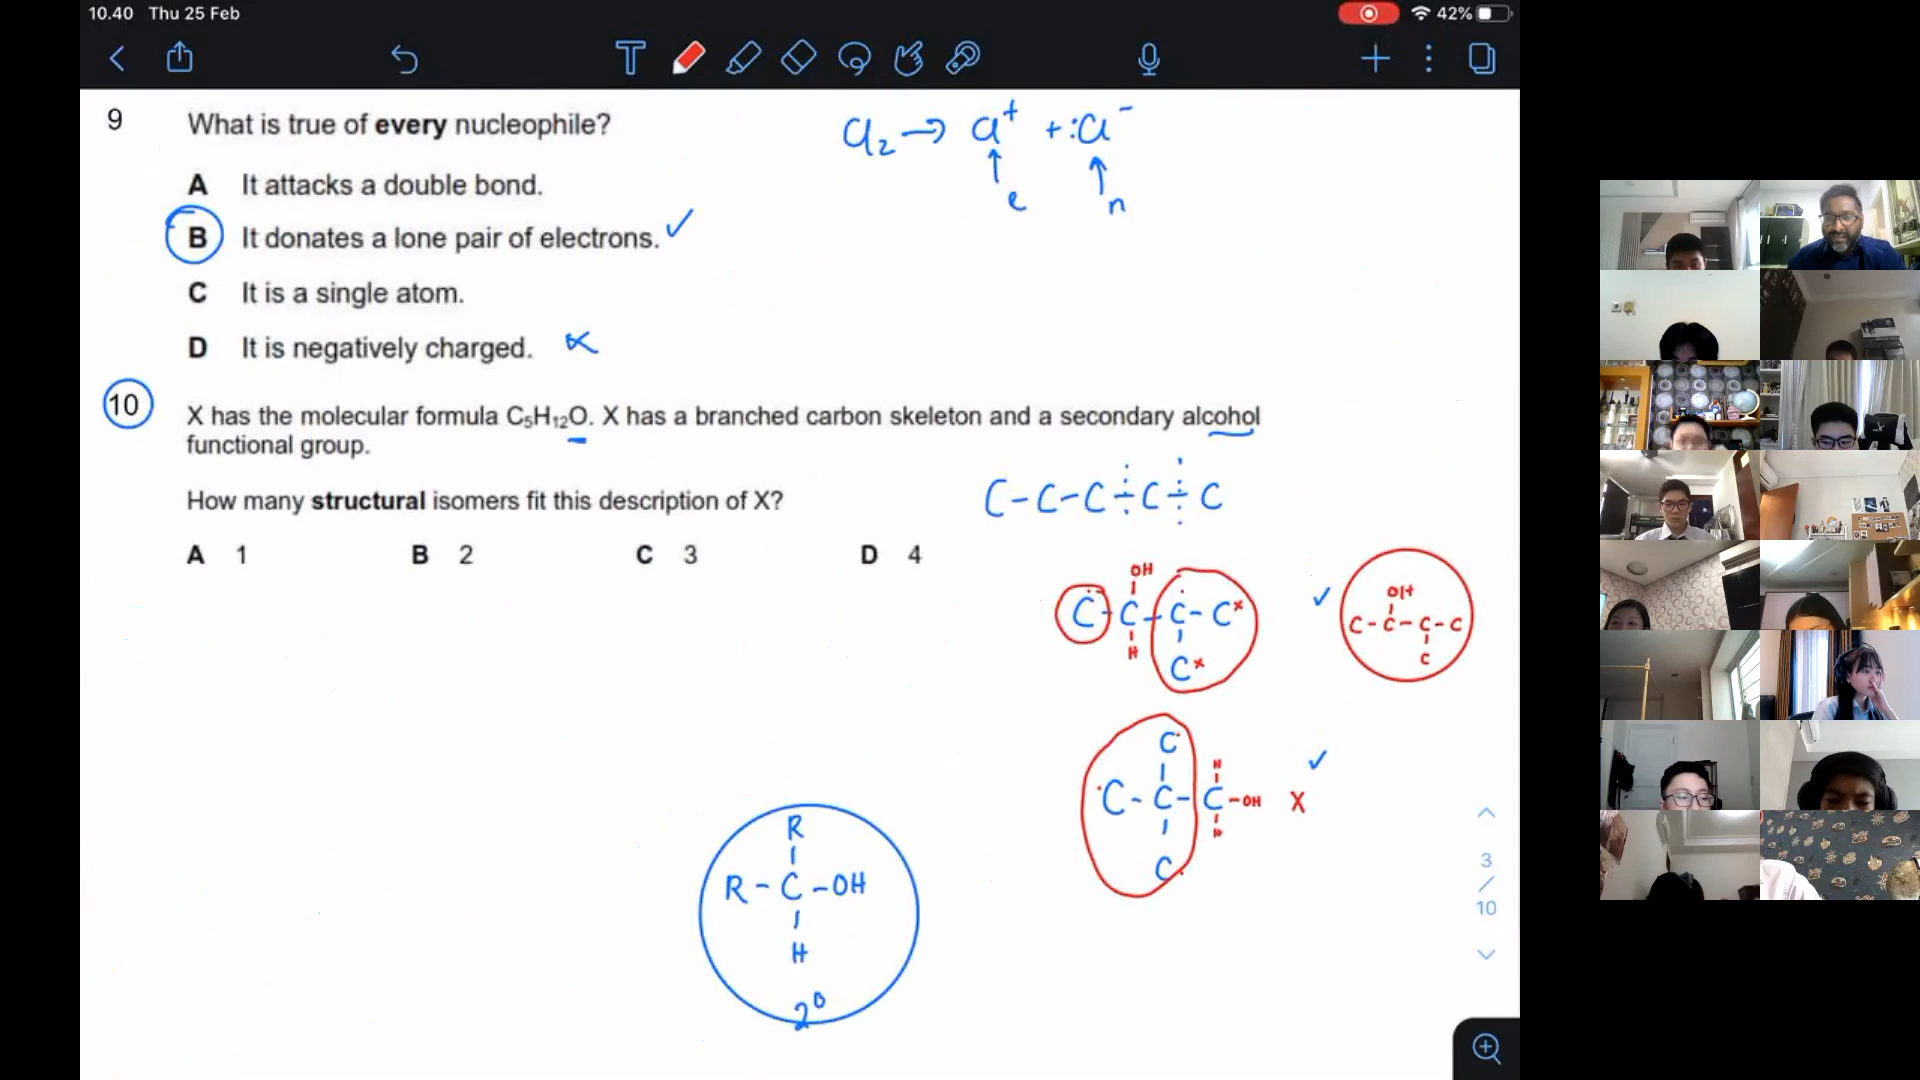 10.40 Thu 25 Feb
42%
9 What is true of every nucleophile?
A It attacks a double bond.
B It donates a lone pair of electrons. ✓
C It is a single atom.
D It is negatively charged.
Cl₂ → Cl⁺ + :Cl⁻
e n
10 X has the molecular formula C₅H₁₂O. X has a branched carbon skeleton and a secondary alcohol
functional group.
How many structural isomers fit this description of X?
A 1 B 2 C 3 D 4
C-C-C-C-C
OH
C-C-C-Cx
H
Cx
✓
OH
C-C-C-C
C
C
C-C-C-OH X ✓
H
H
C
R
R-C-OH
H
2⁰
3
/
10